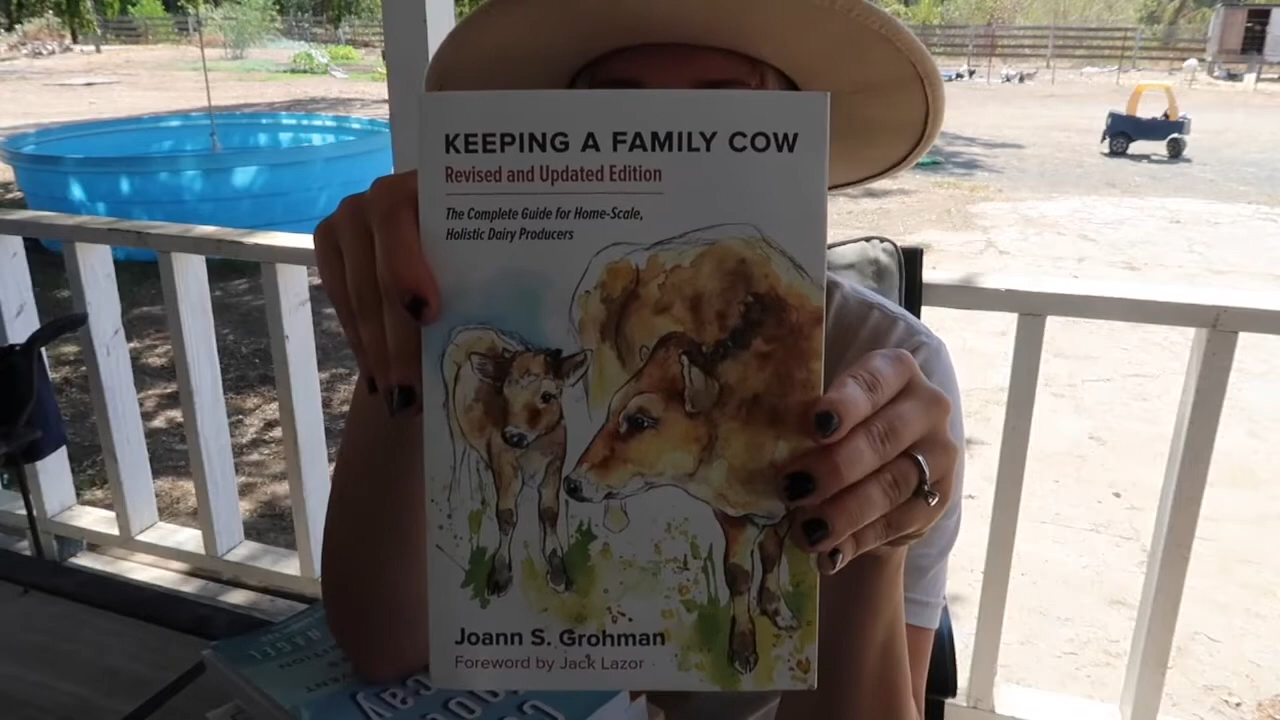 KEEPING A FAMILY COW
Revised and Updated Edition
The Complete Guide for Home-Scale,
Holistic Dairy Producers
Joann S. Grohman
Foreword by Jack Lazor
NAGEL